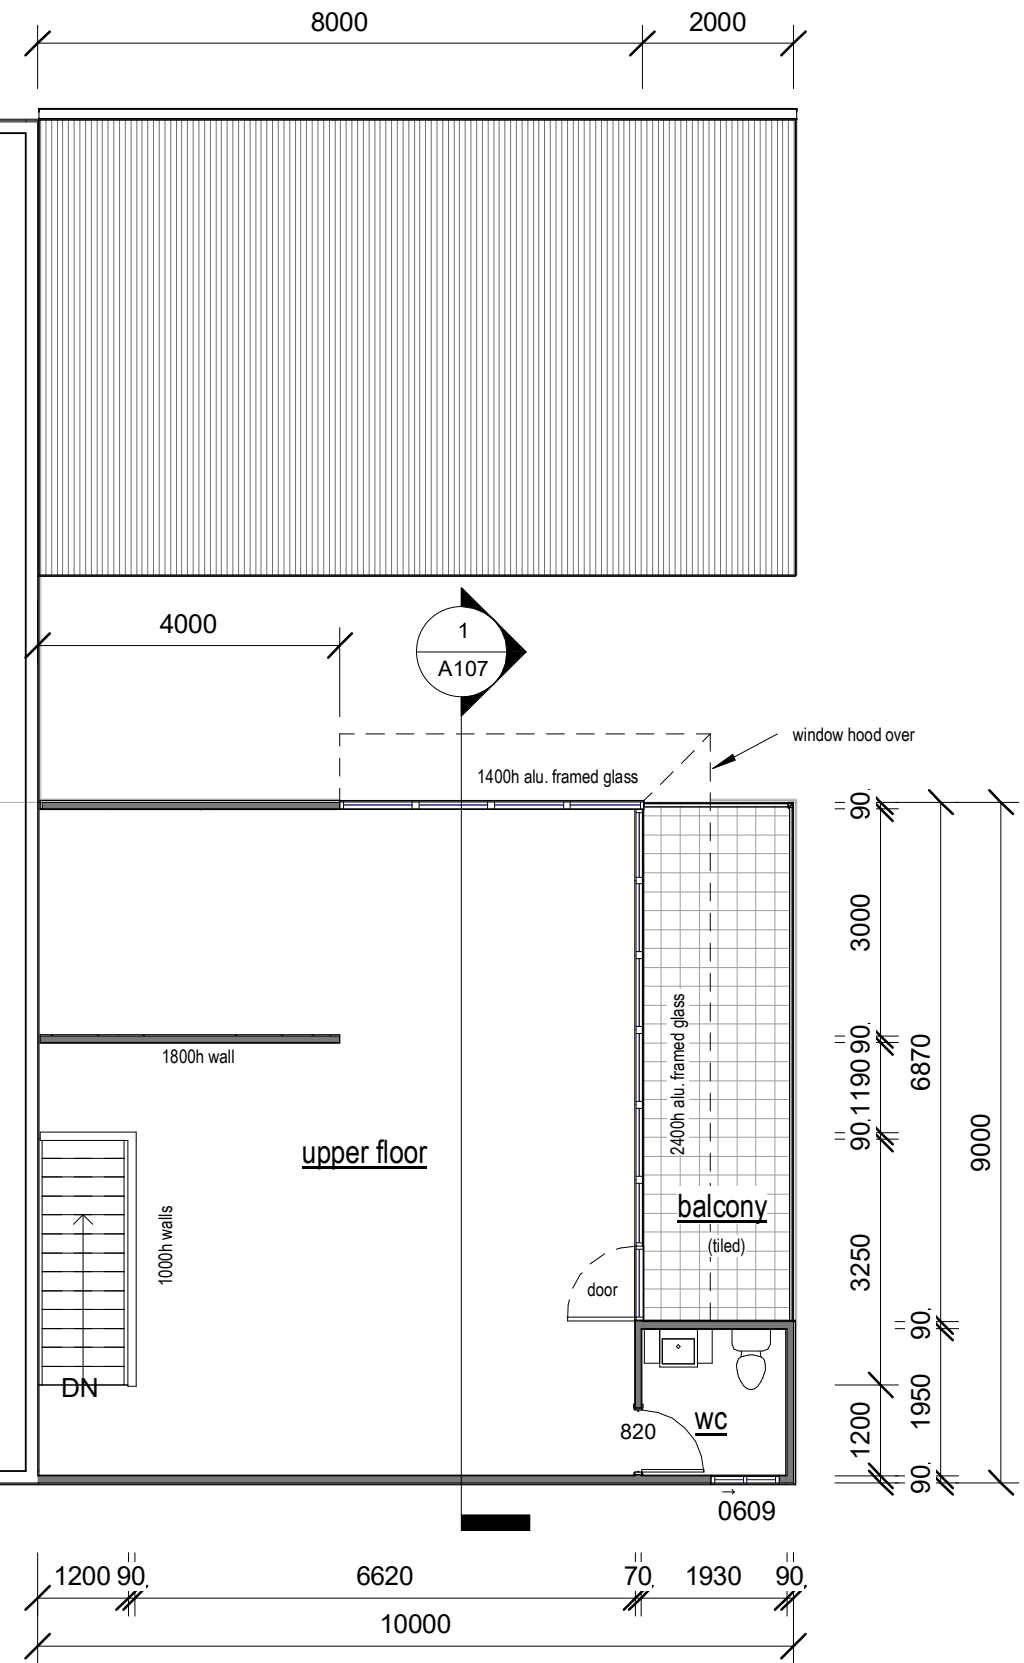 8000
2000
4000
1
A107
window hood over
1400h alu. framed glass
90
3000
90
1190
90
3250
1200
6870
90
1950
90
9000
1800h wall
2400h alu. framed glass
upper floor
balcony
(tiled)
1000h walls
door
DN
wc
820
0609
1200
90
6620
70
1930
90
10000